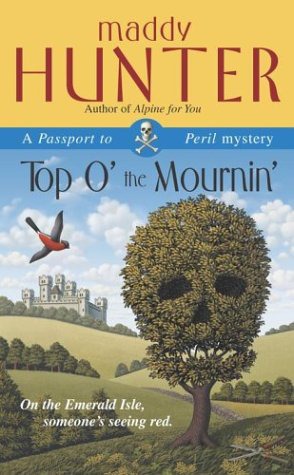 maddy
HUNTER
Author of Alpine for You
A Passport to Peril mystery
Top O' the Mournin'
On the Emerald Isle,
someone's seeing red.